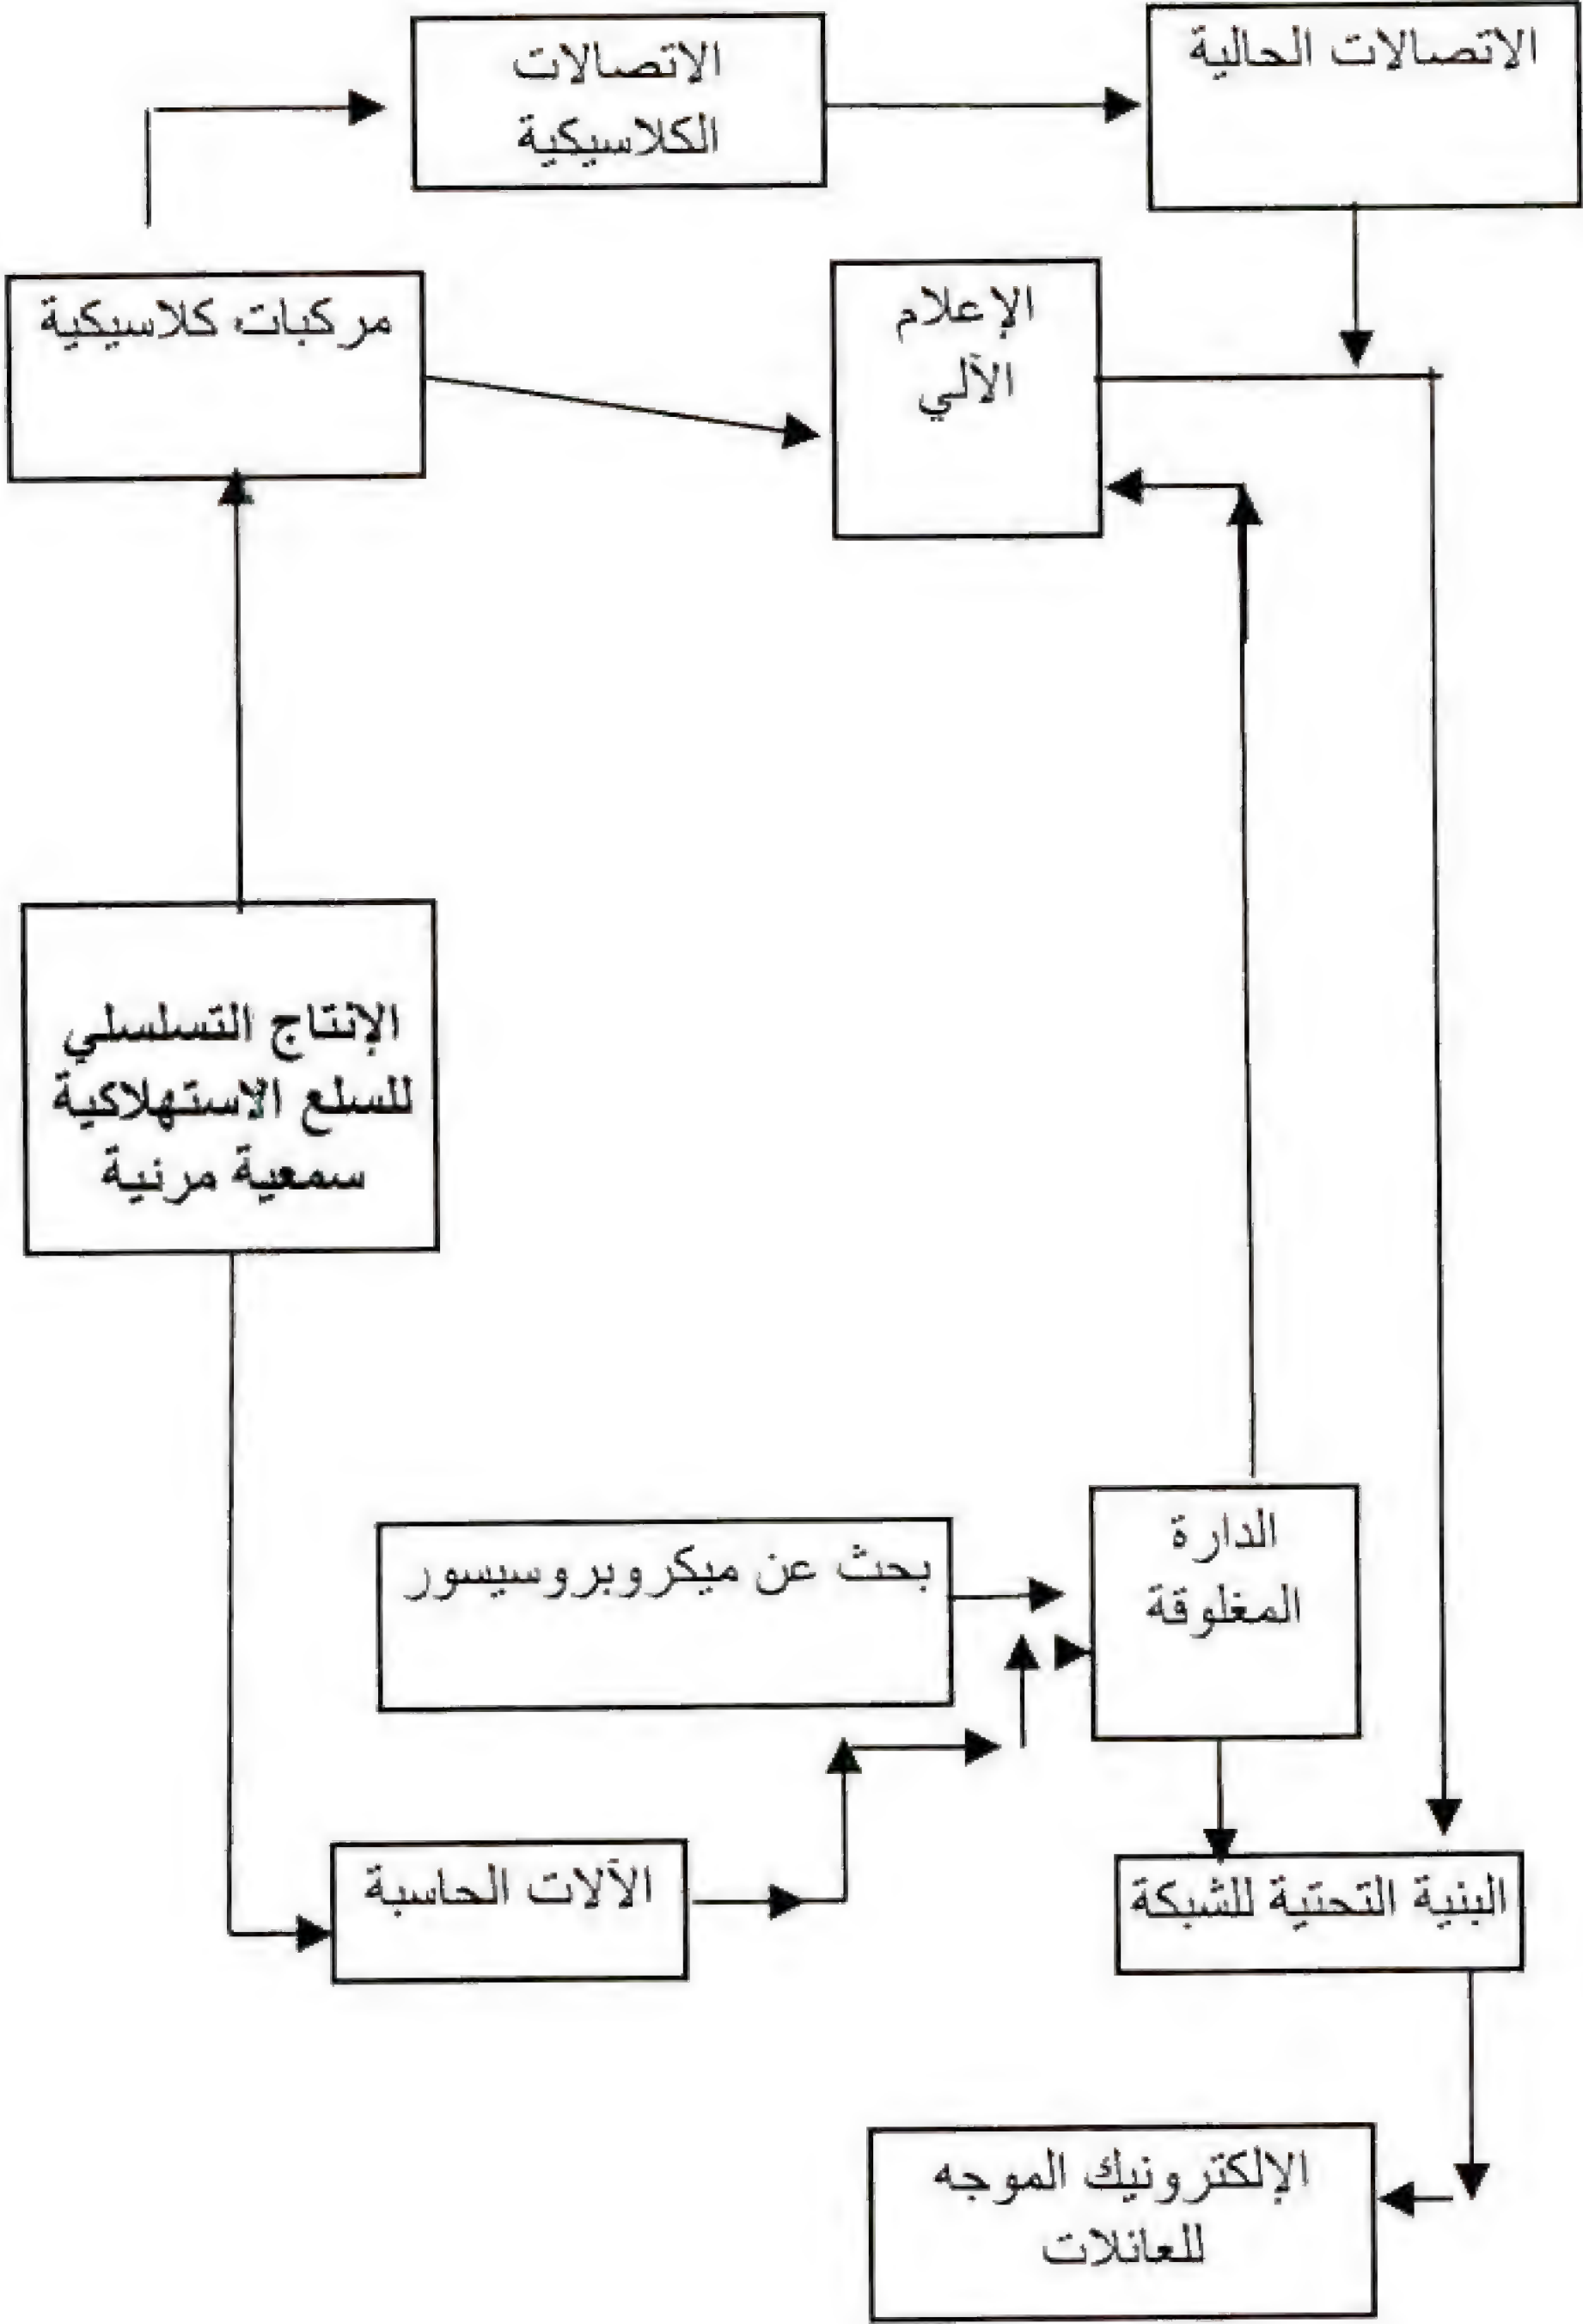 الاتصالات الحالية
الاتصالات
الكلاسيكية
الإعلام
الآلي
مركبات كلاسيكية
الإنتاج التسلسلي
للسلع الاستهلاكية
سمعية مرئية
الدارة
المغلوقة
بحث عن ميكروبروسيسور
البنية التحتية للشبكة
الآلات الحاسبة
الإلكترونيك الموجه
للعائلات